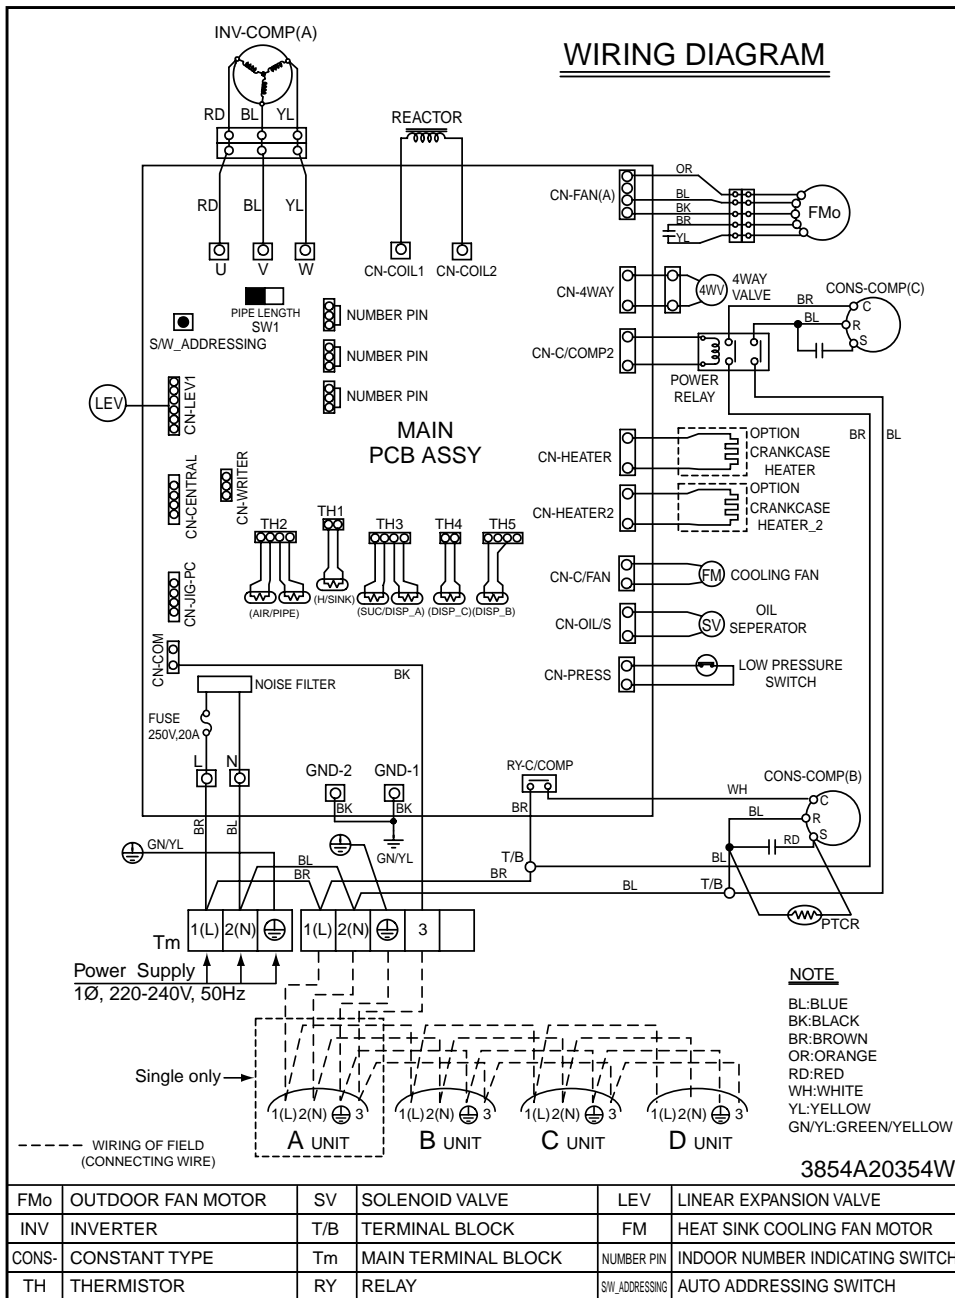 WIRING DIAGRAM
INV-COMP(A)
RD BL YL
REACTOR
RD BL YL
U V W
CN-COIL1 CN-COIL2
PIPE LENGTH
SW1
S/W_ADDRESSING
NUMBER PIN
NUMBER PIN
NUMBER PIN
LEV
CN-LEV1
CN-CENTRAL
CN-WRITER
CN-JIG-PC
CN-COM
MAIN
PCB ASSY
TH2 TH1 TH3 TH4 TH5
(AIR/PIPE) (H/SINK) (SUC/DISP_A) (DISP_C) (DISP_B)
CN-FAN(A)
OR
BL
BK
BR
YL
FMo
CN-4WAY
4WV
4WAY
VALVE
CONS-COMP(C)
BR
BL
C
R
S
CN-C/COMP2
POWER
RELAY
BR BL
CN-HEATER
OPTION
CRANKCASE
HEATER
CN-HEATER2
OPTION
CRANKCASE
HEATER_2
CN-C/FAN
FM
COOLING FAN
CN-OIL/S
SV
OIL
SEPERATOR
CN-PRESS
LOW PRESSURE
SWITCH
NOISE FILTER
BK
FUSE
250V,20A
L N
GND-2 GND-1
BK BK
GN/YL
RY-C/COMP
BR
WH
CONS-COMP(B)
C
BL
R
S
RD
BR BL
GN/YL
BL
BR
T/B
BR
BL
BL
T/B
PTCR
Tm
1(L) 2(N)
1(L) 2(N) 3
Power Supply
1Ø, 220-240V, 50Hz
Single only
1(L) 2(N) 3
A UNIT
1(L) 2(N) 3
B UNIT
1(L) 2(N) 3
C UNIT
1(L) 2(N) 3
D UNIT
WIRING OF FIELD
(CONNECTING WIRE)
NOTE
BL:BLUE
BK:BLACK
BR:BROWN
OR:ORANGE
RD:RED
WH:WHITE
YL:YELLOW
GN/YL:GREEN/YELLOW
3854A20354W
FMo OUTDOOR FAN MOTOR SV SOLENOID VALVE LEV LINEAR EXPANSION VALVE
INV INVERTER T/B TERMINAL BLOCK FM HEAT SINK COOLING FAN MOTOR
CONS- CONSTANT TYPE Tm MAIN TERMINAL BLOCK NUMBER PIN INDOOR NUMBER INDICATING SWITCH
TH THERMISTOR RY RELAY S/W_ADDRESSING AUTO ADDRESSING SWITCH